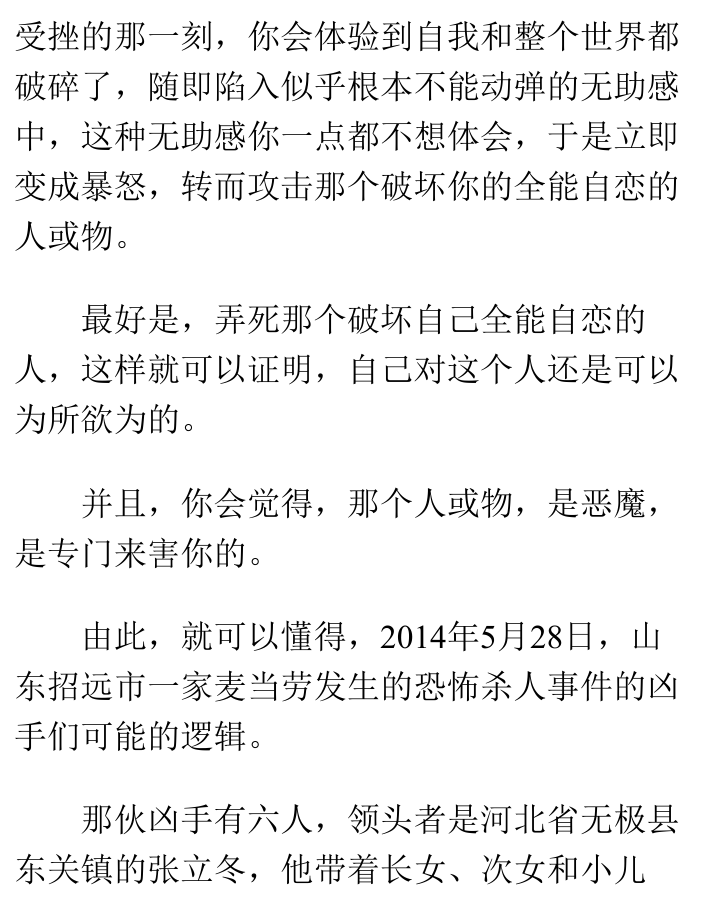 受挫的那一刻，你会体验到自我和整个世界都
破碎了，随即陷入似乎根本不能动弹的无助感
中，这种无助感你一点都不想体会，于是立即
变成暴怒，转而攻击那个破坏你的全能自恋的
人或物。
最好是，弄死那个破坏自己全能自恋的
人，这样就可以证明，自己对这个人还是可以
为所欲为的。
并且，你会觉得，那个人或物，是恶魔，
是专门来害你的。
由此，就可以懂得，2014年5月28日，山
东招远市一家麦当劳发生的恐怖杀人事件的凶
手们可能的逻辑。
那伙凶手有六人，领头者是河北省无极县
东关镇的张立冬，他带着长女、次女和小儿